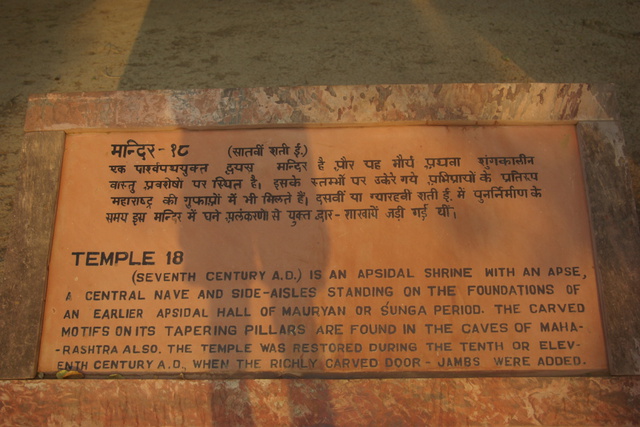 मन्दिर - १८ (सातवीं शती ई.)
एक पार्श्वपथयुक्त द्वयस्र मन्दिर है और यह मौर्य अथवा शुंगकालीन
वास्तु अवशेषों पर स्थित है। इसके स्तम्भों पर उकेरे गये अभिप्रायों के प्रतिरूप
महाराष्ट्र की गुफाओं में भी मिलते हैं। दसवीं या ग्यारहवीं शती ई. में पुनर्निर्माण के
समय इस मन्दिर में घने अलंकरणों से युक्त द्वार - शाखायें जड़ी गई थीं।
TEMPLE 18
(SEVENTH CENTURY A.D.) IS AN APSIDAL SHRINE WITH AN APSE,
A CENTRAL NAVE AND SIDE-AISLES STANDING ON THE FOUNDATIONS OF
AN EARLIER APSIDAL HALL OF MAURYAN OR SUNGA PERIOD. THE CARVED
MOTIFS ON ITS TAPERING PILLARS ARE FOUND IN THE CAVES OF MAHA-
-RASHTRA ALSO. THE TEMPLE WAS RESTORED DURING THE TENTH OR ELEV-
ENTH CENTURY A.D. WHEN THE RICHLY CARVED DOOR - JAMBS WERE ADDED.